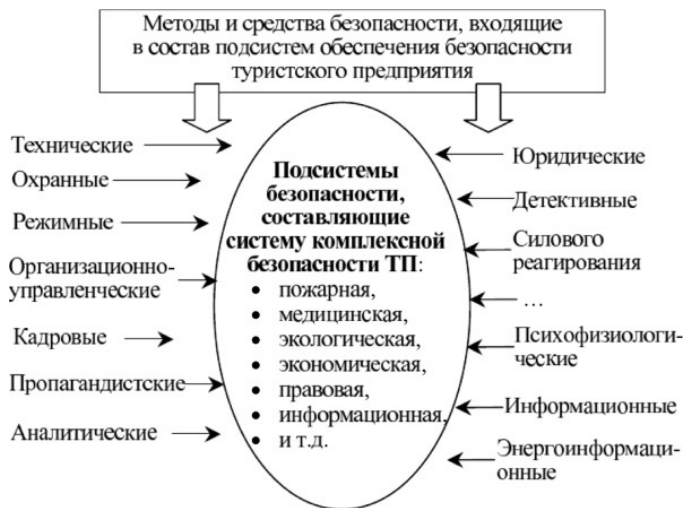 Методы и средства безопасности, входящие
в состав подсистем обеспечения безопасности
туристского предприятия
Технические
Охранные
Режимные
Организационно-
управленческие
Кадровые
Пропагандистские
Аналитические
Подсистемы
безопасности,
составляющие
систему комплексной
безопасности ТП:
• пожарная,
• медицинская,
• экологическая,
• экономическая,
• правовая,
• информационная,
• и т.д.
Юридические
Детективные
Силового
реагирования
…
Психофизиологи-
ческие
Информационные
Энергоинформаци-
онные